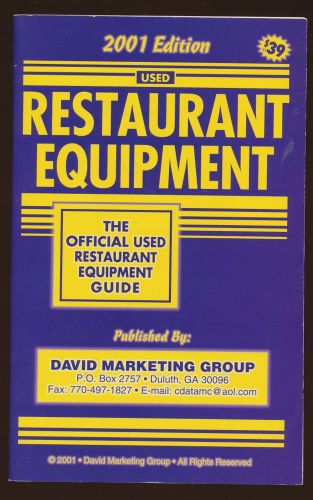 2001 Edition
$39
USED
RESTAURANT
EQUIPMENT
THE
OFFICIAL USED
RESTAURANT
EQUIPMENT
GUIDE
Published By:
DAVID MARKETING GROUP
P.O. Box 2757 • Duluth, GA 30096
Fax: 770-497-1827 • E-mail: cdatamc@aol.com
© 2001 • David Marketing Group • All Rights Reserved